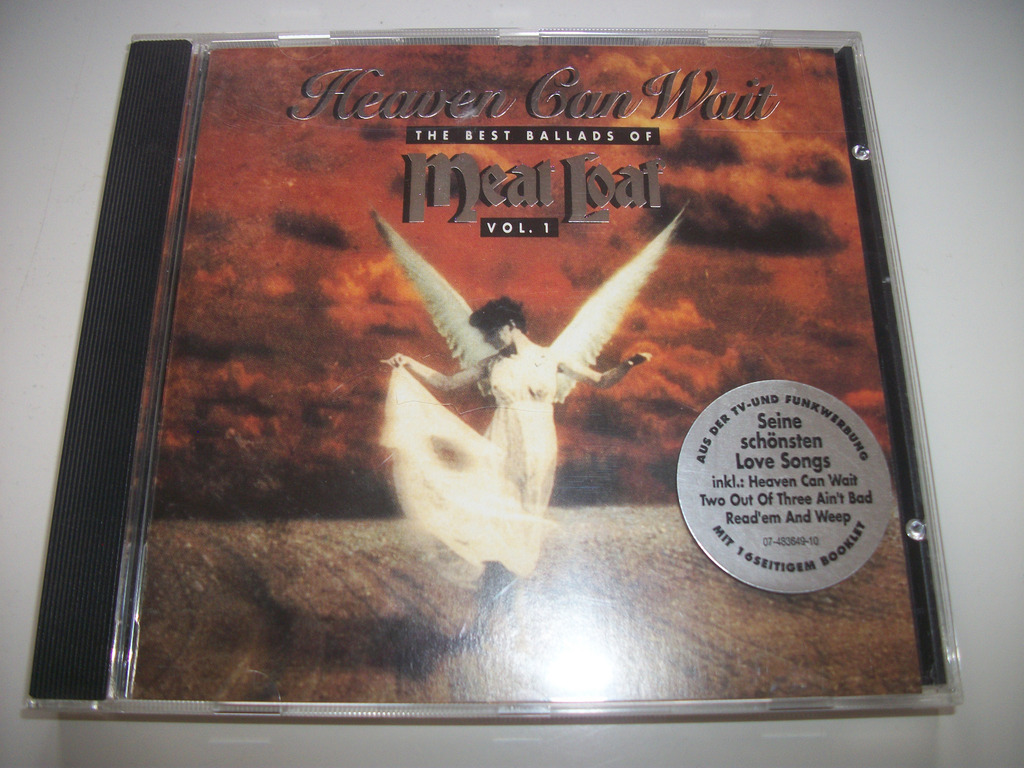 Heaven Can Wait
THE BEST BALLADS OF
Meat Loaf
VOL. 1
AUS DER TV-UND FUNKWERBUNG
Seine
schönsten
Love Songs
inkl.: Heaven Can Wait
Two Out Of Three Ain't Bad
Read'em And Weep
07-483649-10
MIT 16SEITIGEM BOOKLET